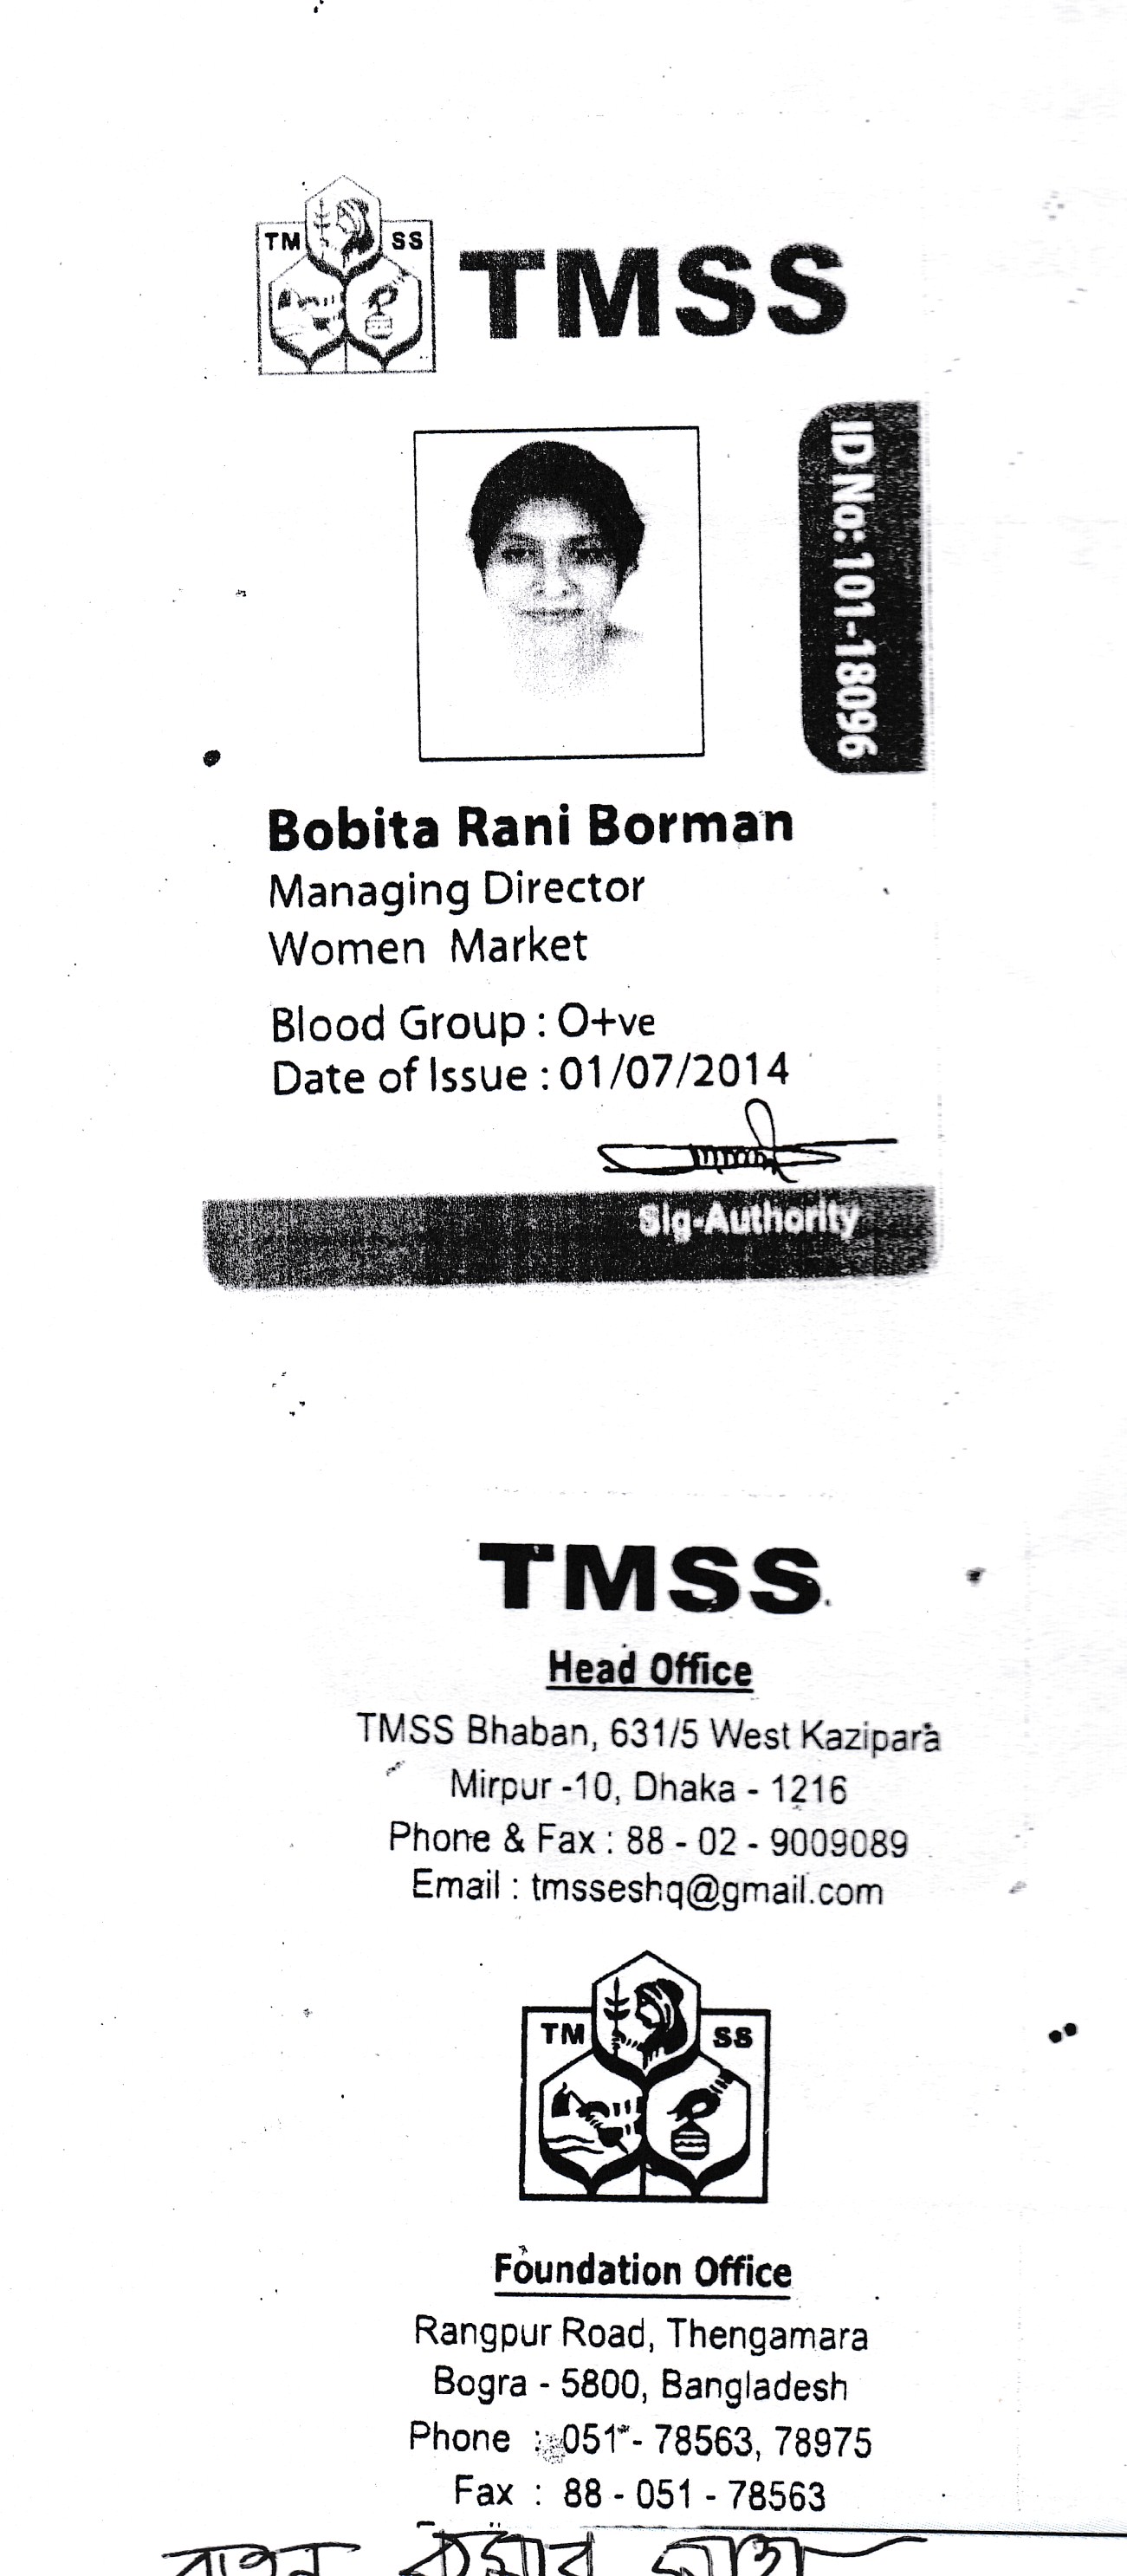 TM SS
TMSS
ID No: 101-18096
Bobita Rani Borman
Managing Director
Women Market
Blood Group : O+ve
Date of Issue : 01/07/2014
Sig-Authority
TMSS
Head Office
TMSS Bhaban, 631/5 West Kazipara
Mirpur -10, Dhaka - 1216
Phone & Fax : 88 - 02 - 9009089
Email : tmsseshq@gmail.com
TM SS
Foundation Office
Rangpur Road, Thengamara
Bogra - 5800, Bangladesh
Phone : 051 - 78563, 78975
Fax : 88 - 051 - 78563
কুমার